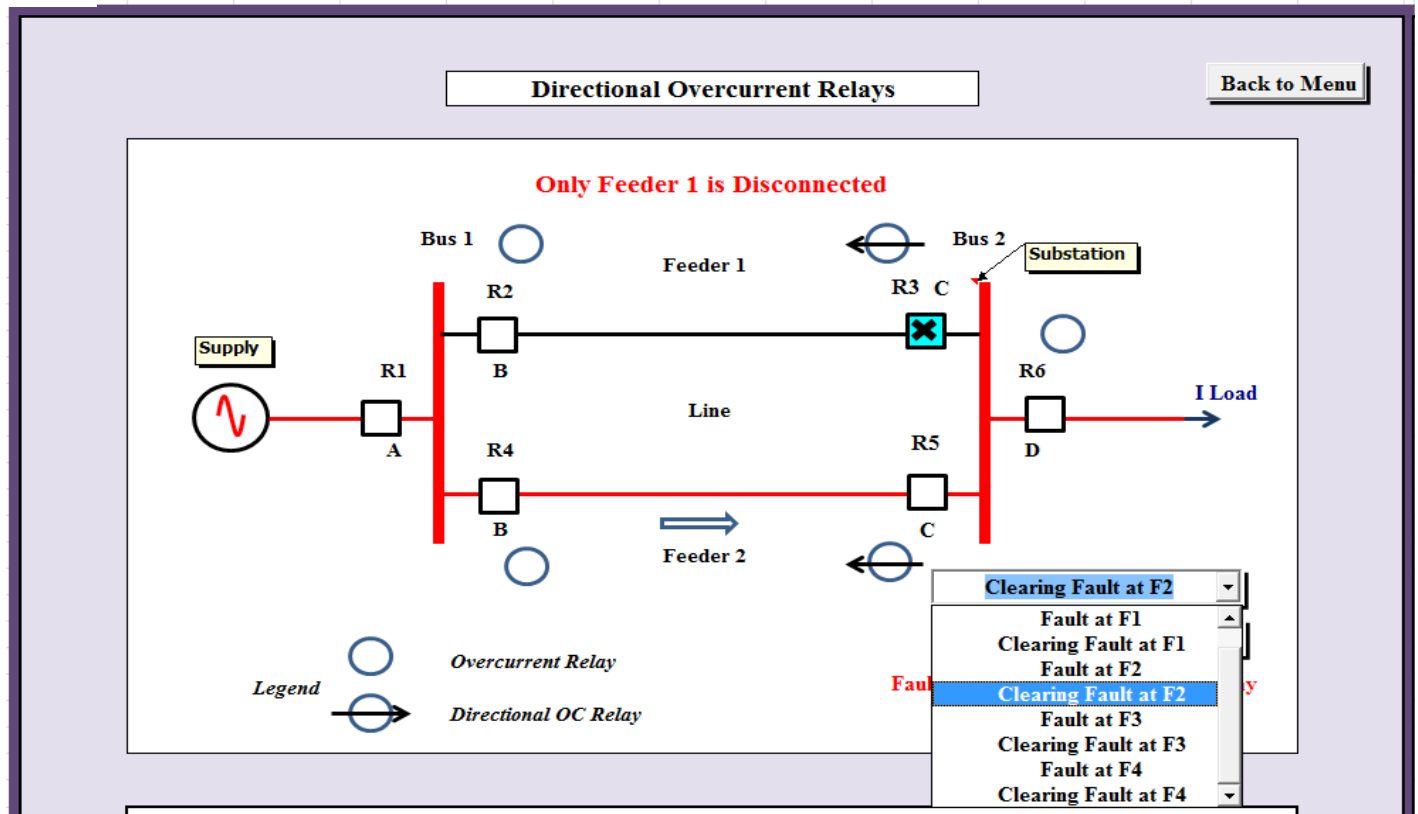 Directional Overcurrent Relays
Back to Menu
Only Feeder 1 is Disconnected
Bus 1
Bus 2
Substation
Feeder 1
R2
R3 C
Supply
R1
B
R6
Line
I Load
A
R4
R5
D
B
C
Feeder 2
Clearing Fault at F2
Fault at F1
Clearing Fault at F1
Fault at F2
Clearing Fault at F2
Fault at F3
Clearing Fault at F3
Fault at F4
Clearing Fault at F4
Overcurrent Relay
Legend
Directional OC Relay